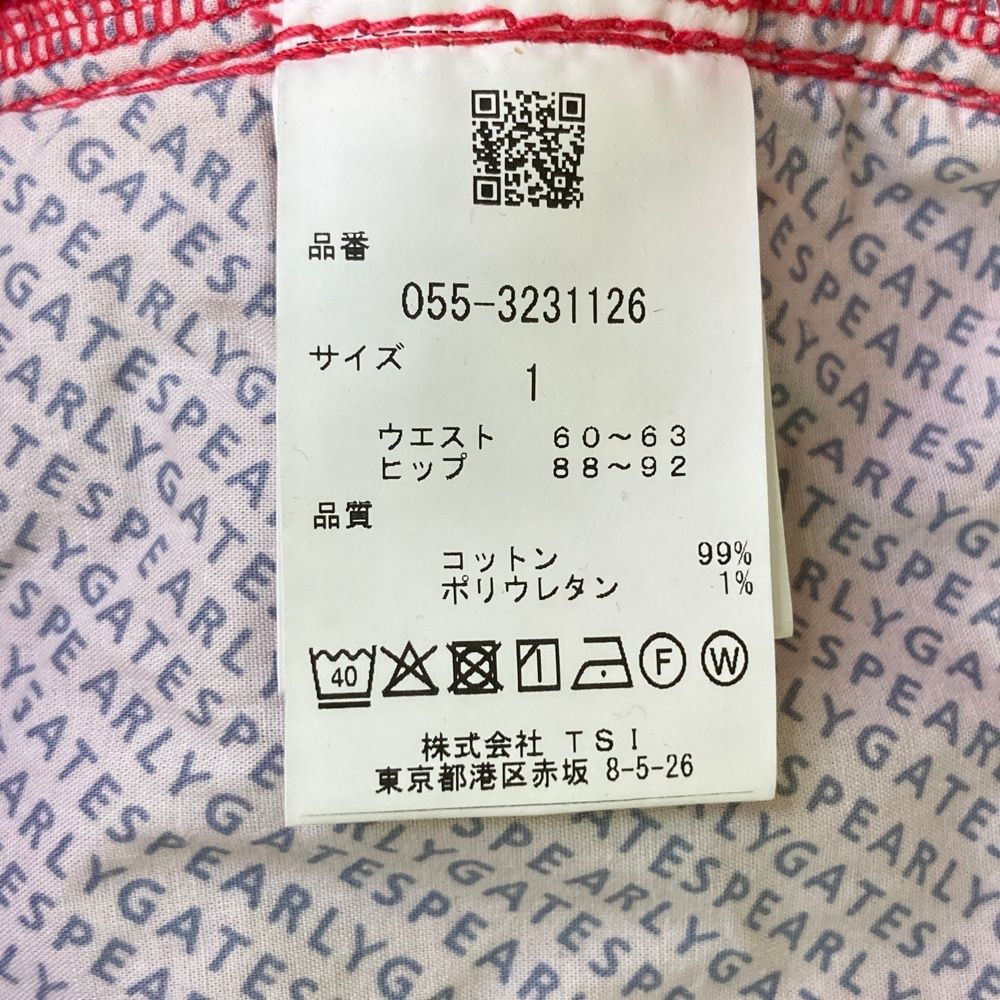 品番
055-3231126
サイズ
1
ウエスト 60〜63
ヒップ 88〜92
品質
コットン 99%
ポリウレタン 1%
40 F W
株式会社 TSI
東京都港区赤坂 8-5-26
PEARLYGATES